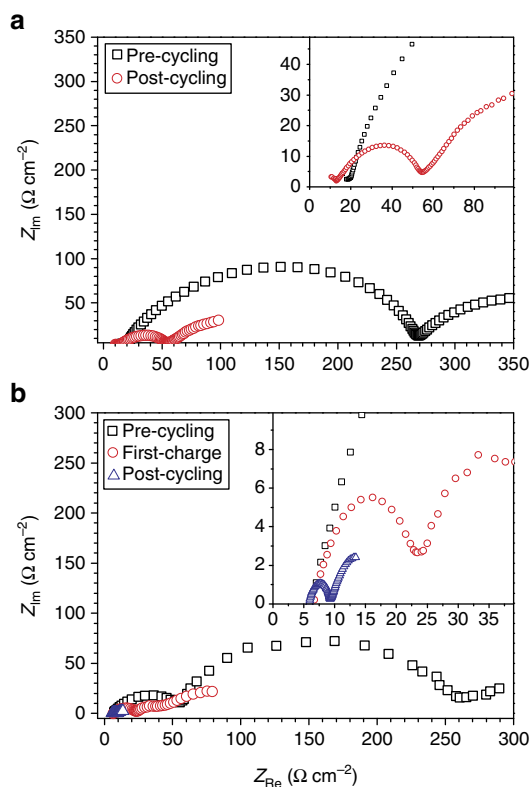 a
350
300
250
200
150
100
50
Z_Im (Ω cm⁻²)
Pre-cycling
Post-cycling
40
30
20
10
0
0 20 40 60 80
0 50 100 150 200 250 300 350
b
300
250
200
150
100
50
0
Z_Im (Ω cm⁻²)
Pre-cycling
First-charge
Post-cycling
8
6
4
2
0
0 5 10 15 20 25 30 35
0 50 100 150 200 250 300
Z_Re (Ω cm⁻²)